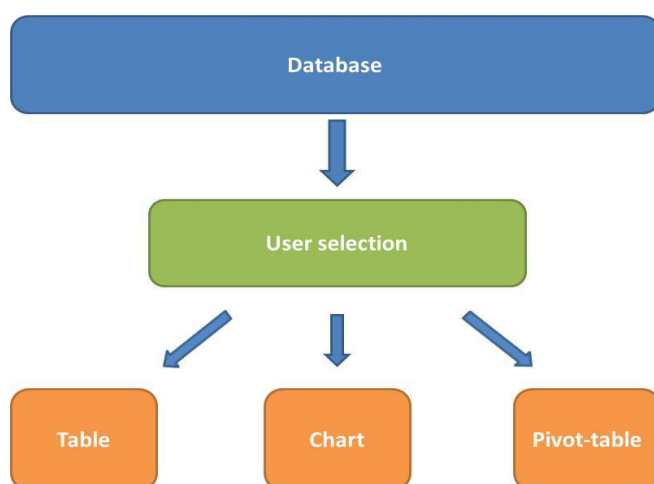 Database
User selection
Table
Chart
Pivot-table